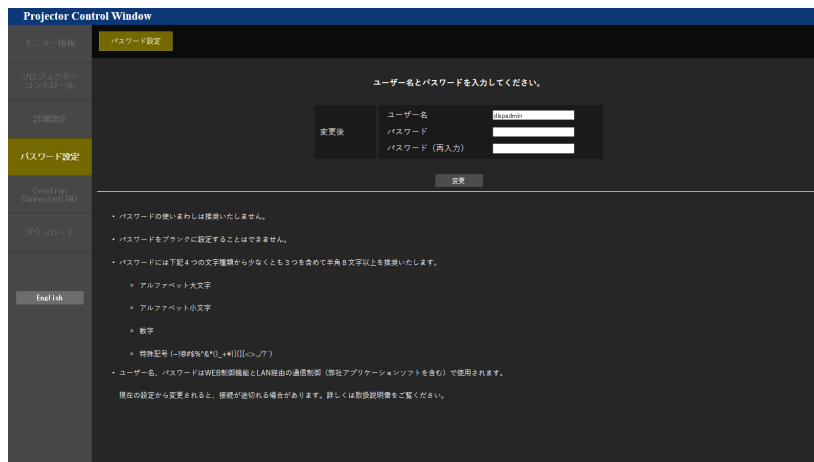 Projector Control Window
モニター情報
プロジェクター
コントロール
詳細設定
パスワード設定
Crestron
Connected(TM)
ダウンロード
English
パスワード設定
ユーザー名とパスワードを入力してください。
変更後
ユーザー名
dispadmin
パスワード
パスワード（再入力）
変更
• パスワードの使いまわしは推奨いたしません。
• パスワードをブランクに設定することはできません。
• パスワードには下記４つの文字種類から少なくとも３つを含めて半角８文字以上を推奨いたします。
アルファベット大文字
アルファベット小文字
数字
特殊記号 (~!@#$%^&*()_+¥|}{][<>.,/?`)
• ユーザー名、パスワードはWEB制御機能とLAN経由の通信制御（弊社アプリケーションソフトを含む）で使用されます。
現在の設定から変更されると、接続が途切れる場合があります。詳しくは取扱説明書をご覧ください。